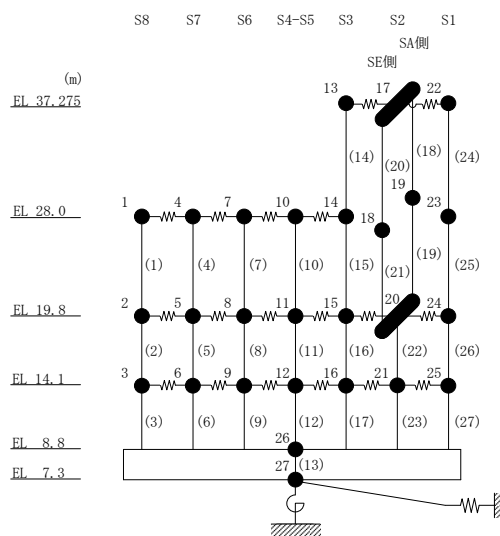 S8 S7 S6 S4-S5 S3 S2 S1
SA側
SE側
(m)
13 17 22
EL 37.275
(14) (20) (18) (24)
19
1 4 7 10 14 18 23
EL 28.0
(1) (4) (7) (10) (15) (21) (19) (25)
2 5 8 11 15 20 24
EL 19.8
(2) (5) (8) (11) (16) (22) (26)
3 6 9 12 16 21 25
EL 14.1
(3) (6) (9) (12) (17) (23) (27)
26
EL 8.8
27 (13)
EL 7.3